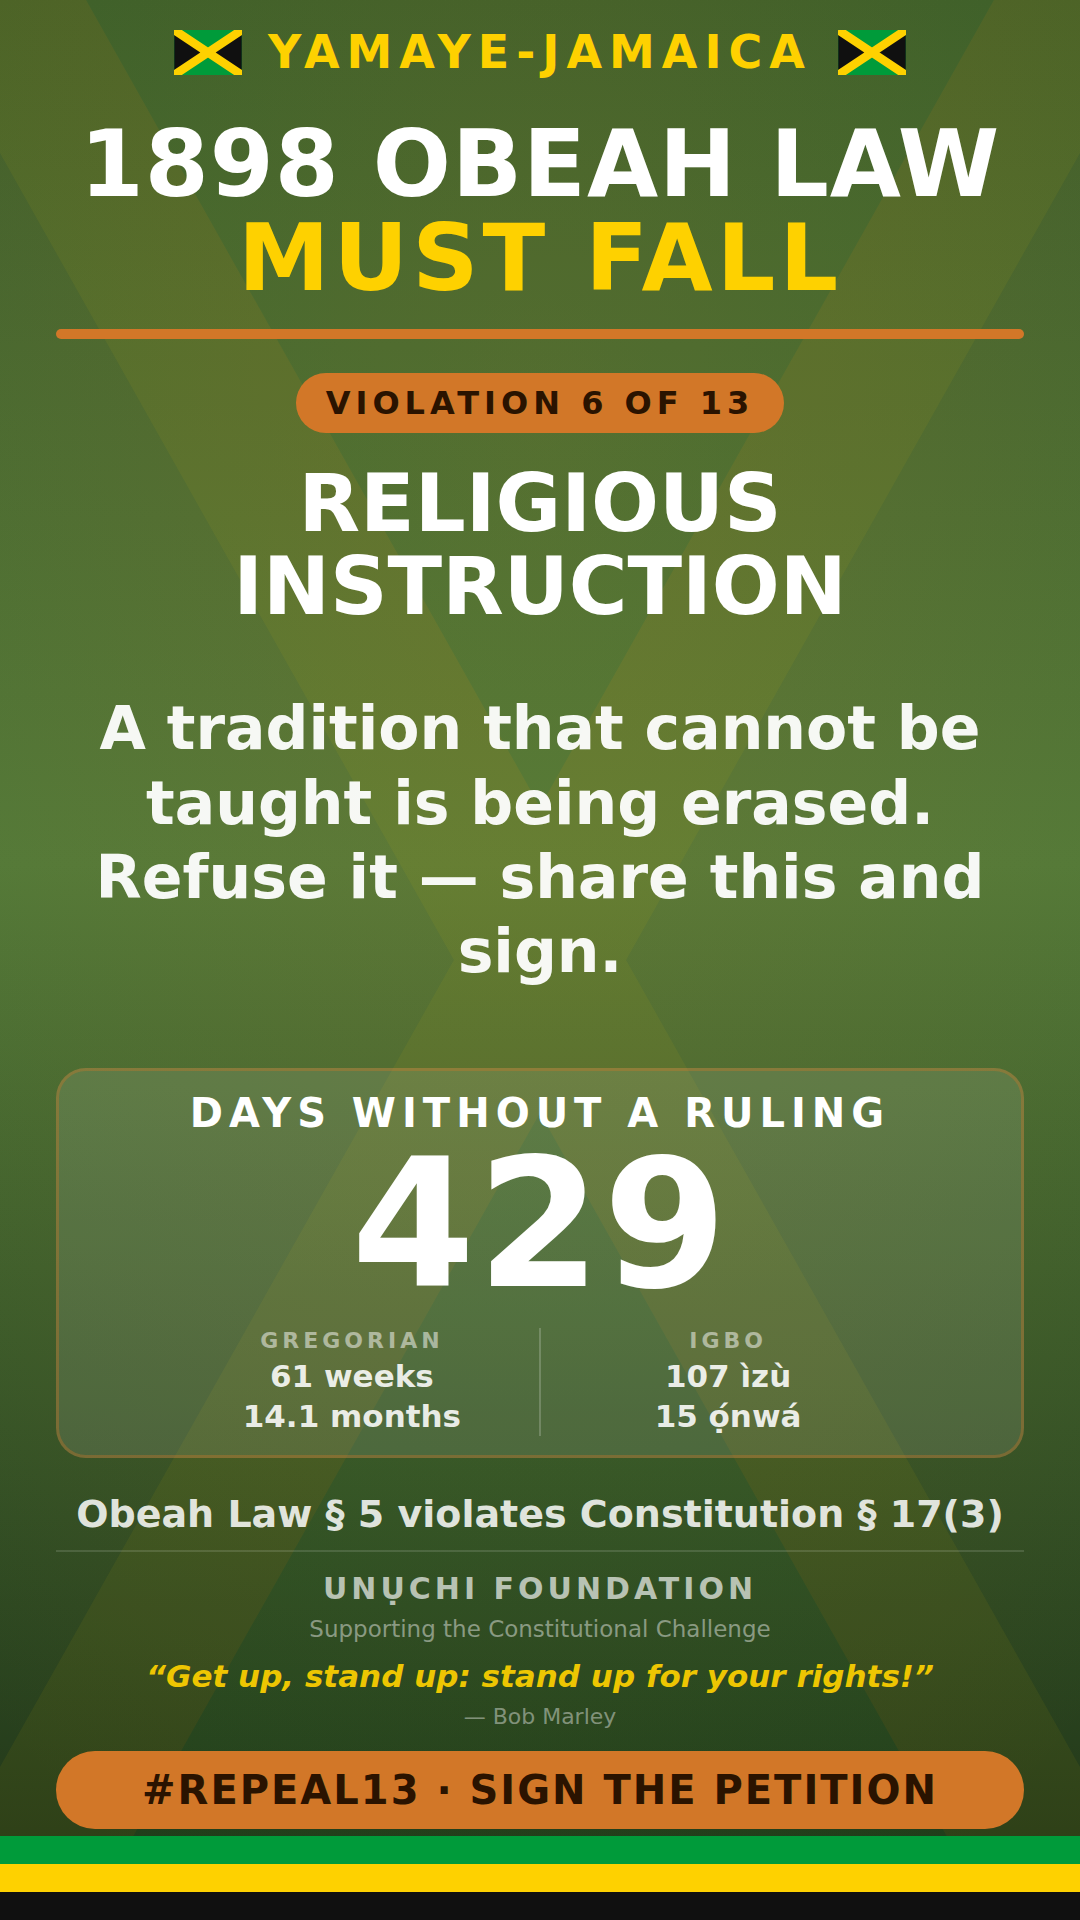 YAMAYE-JAMAICA
1898 OBEAH LAW
MUST FALL
VIOLATION 6 OF 13
RELIGIOUS
INSTRUCTION
A tradition that cannot be
taught is being erased.
Refuse it — share this and
sign.
DAYS WITHOUT A RULING
429
GREGORIAN
61 weeks
14.1 months
IGBO
107 ìzù
15 ọ́nwá
Obeah Law § 5 violates Constitution § 17(3)
UNỤCHI FOUNDATION
Supporting the Constitutional Challenge
“Get up, stand up: stand up for your rights!”
— Bob Marley
#REPEAL13 · SIGN THE PETITION